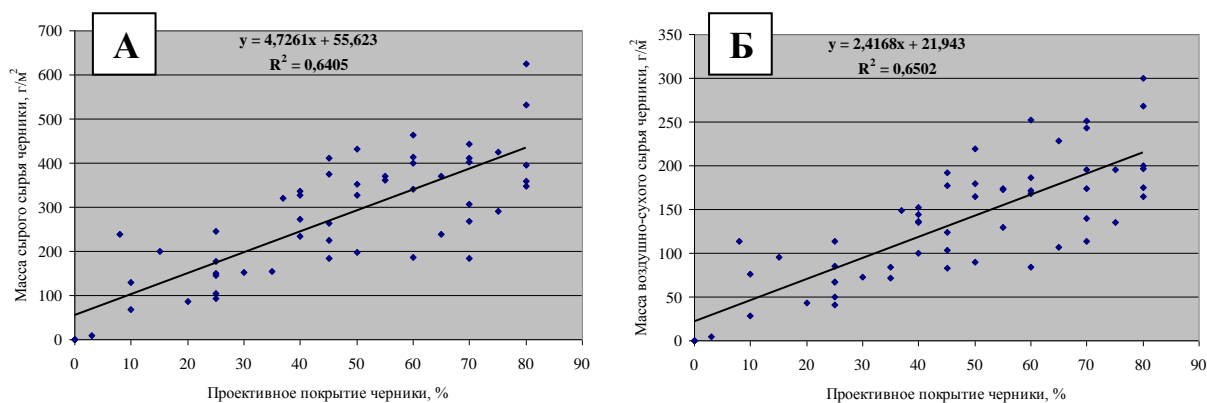 А
y = 4,7261x + 55,623
R² = 0,6405
Масса сырого сырья черники, г/м²
700
600
500
400
300
200
100
0
0 10 20 30 40 50 60 70 80 90
Проективное покрытие черники, %
Б
y = 2,4168x + 21,943
R² = 0,6502
Масса воздушно-сухого сырья черники, г/м²
350
300
250
200
150
100
50
0
0 10 20 30 40 50 60 70 80 90
Проективное покрытие черники, %